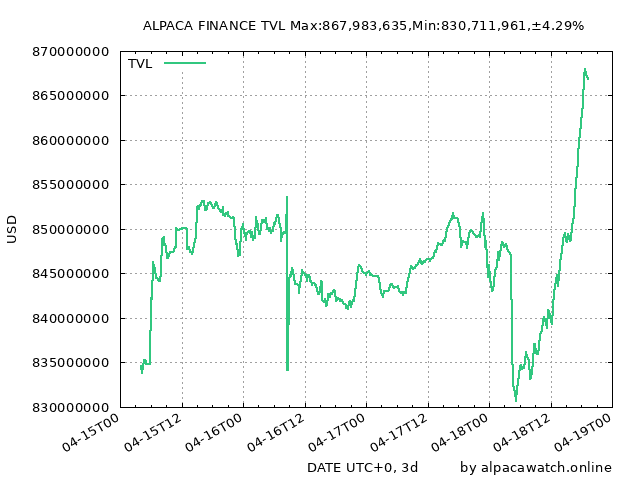 ALPACA FINANCE TVL Max:867,983,635,Min:830,711,961,±4.29%
TVL
870000000
865000000
860000000
855000000
850000000
845000000
840000000
835000000
830000000
USD
04-15T00
04-15T12
04-16T00
04-16T12
04-17T00
04-17T12
04-18T00
04-18T12
04-19T00
DATE UTC+0, 3d
by alpacawatch.online